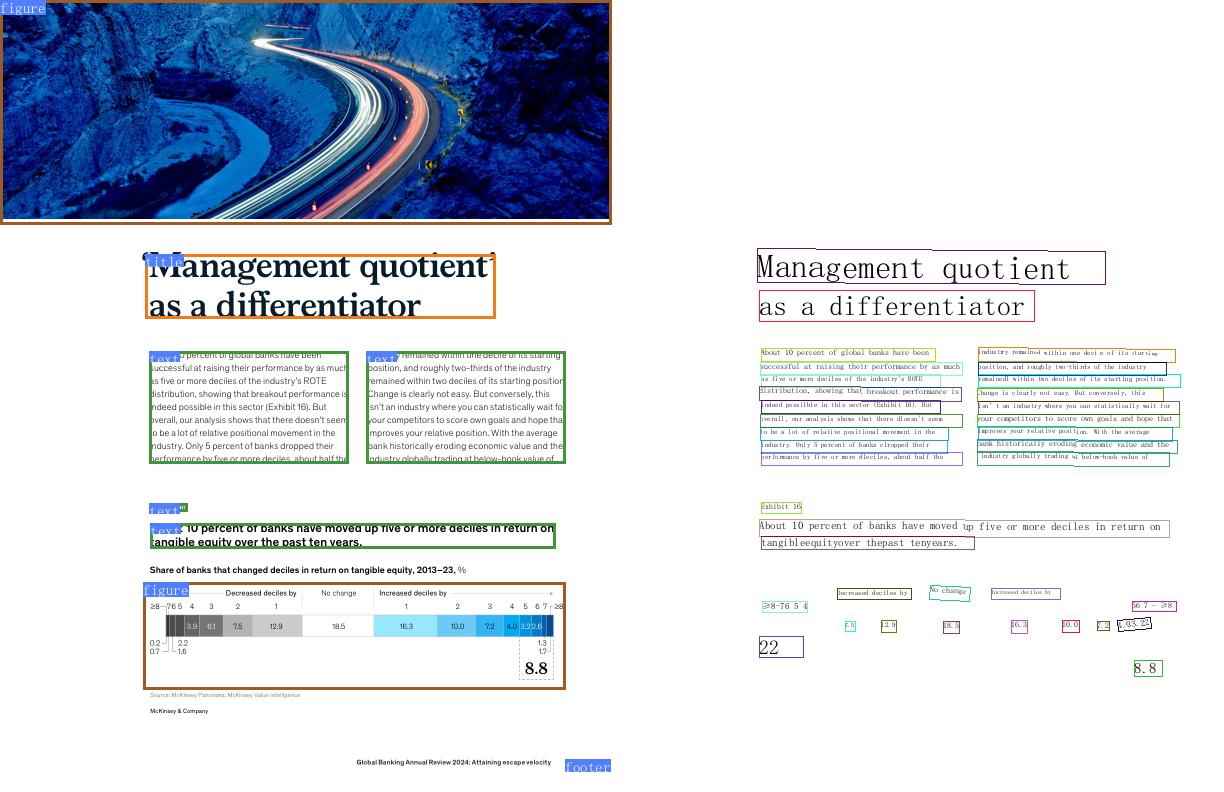 figure
title
‘Management quotient’
as a differentiator
text
percent of global banks have been
successful at raising their performance by as much
as five or more deciles of the industry's ROTE
distribution, showing that breakout performance is
indeed possible in this sector (Exhibit 16). But
overall, our analysis shows that there doesn't seem
to be a lot of relative positional movement in the
industry. Only 5 percent of banks dropped their
performance by five or more deciles, about half the
text
remained within one decile of its starting
position, and roughly two-thirds of the industry
remained within two deciles of its starting position
Change is clearly not easy. But conversely, this
isn't an industry where you can statistically wait fo
your competitors to score own goals and hope tha
improves your relative position. With the average
bank historically eroding economic value and the
industry globally trading at below-book value of
text
text
10 percent of banks have moved up five or more deciles in return on
tangible equity over the past ten years.
Share of banks that changed deciles in return on tangible equity, 2013–23, %
figure
Decreased deciles by No change Increased deciles by
≥8 7 6 5 4 3 2 1 1 2 3 4 5 6 7 ≥8
3.9 6.1 7.5 12.9 18.5 16.3 10.0 7.2 4.0 3.2 2.6
0.2 2.2 1.3
0.7 1.6 1.7
8.8
Source: McKinsey Panorama; McKinsey Value Intelligence
McKinsey & Company
Global Banking Annual Review 2024: Attaining escape velocity
footer
Management quotient
as a differentiator
About 10 percent of global banks have been
successful at raising their performance by as much
as five or more deciles of the industry's ROTE
distribution, showing that breakout performance is
indeed possible in this sector (Exhibit 16). But
overall, our analysis shows that there dloesn't seem
to be a lot of relative positional movement in the
industry. Only 5 percent of banks clropped their
performance by five or more dleciles, about half the
industry remained within one decile of its starting
position, and roughly two-thirds of the industry
remained within two deciles of its starting position.
Change is clearly not easy. But conversely, this
isn't an industry where you can statistically wait for
your competitors to score own goals and hope that
improves your relative position. With the average
bank historically eroding economic value and the
industry globally trading at below-book value of
Exhibit 16
About 10 percent of banks have moved up five or more deciles in return on
tangibleequityover thepast tenyears.
Decreased deciles by No change Increased deciles by
≥8-76 5 4 56 7 - ≥8
7.5 12.9 18.5 16.3 10.0 7.2
22
8.8